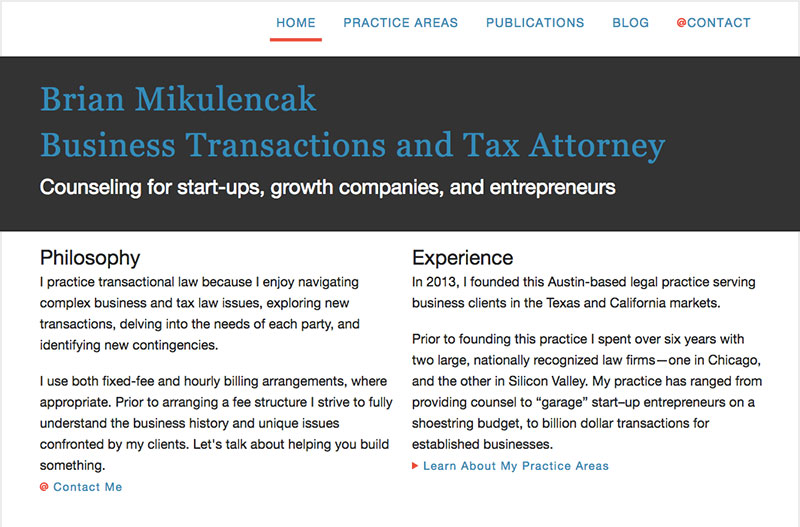 HOME PRACTICE AREAS PUBLICATIONS BLOG @CONTACT
Brian Mikulencak
Business Transactions and Tax Attorney
Counseling for start-ups, growth companies, and entrepreneurs
Philosophy
I practice transactional law because I enjoy navigating
complex business and tax law issues, exploring new
transactions, delving into the needs of each party, and
identifying new contingencies.
I use both fixed-fee and hourly billing arrangements, where
appropriate. Prior to arranging a fee structure I strive to fully
understand the business history and unique issues
confronted by my clients. Let's talk about helping you build
something.
@ Contact Me
Experience
In 2013, I founded this Austin-based legal practice serving
business clients in the Texas and California markets.
Prior to founding this practice I spent over six years with
two large, nationally recognized law firms—one in Chicago,
and the other in Silicon Valley. My practice has ranged from
providing counsel to “garage” start–up entrepreneurs on a
shoestring budget, to billion dollar transactions for
established businesses.
Learn About My Practice Areas